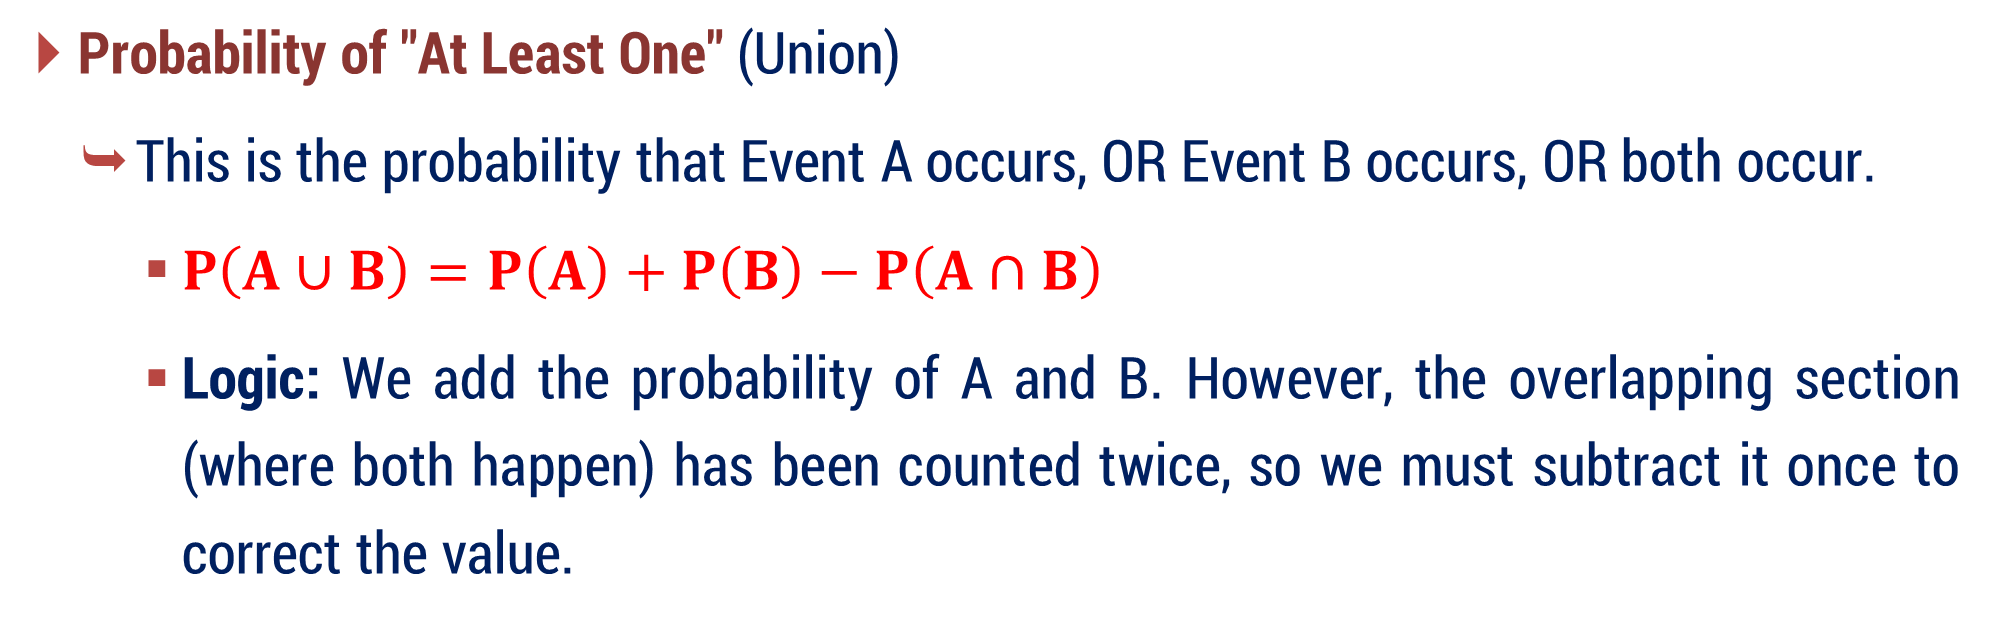 Probability of "At Least One" (Union)
This is the probability that Event A occurs, OR Event B occurs, OR both occur.
P(A ∪ B) = P(A) + P(B) − P(A ∩ B)
Logic: We add the probability of A and B. However, the overlapping section
(where both happen) has been counted twice, so we must subtract it once to
correct the value.